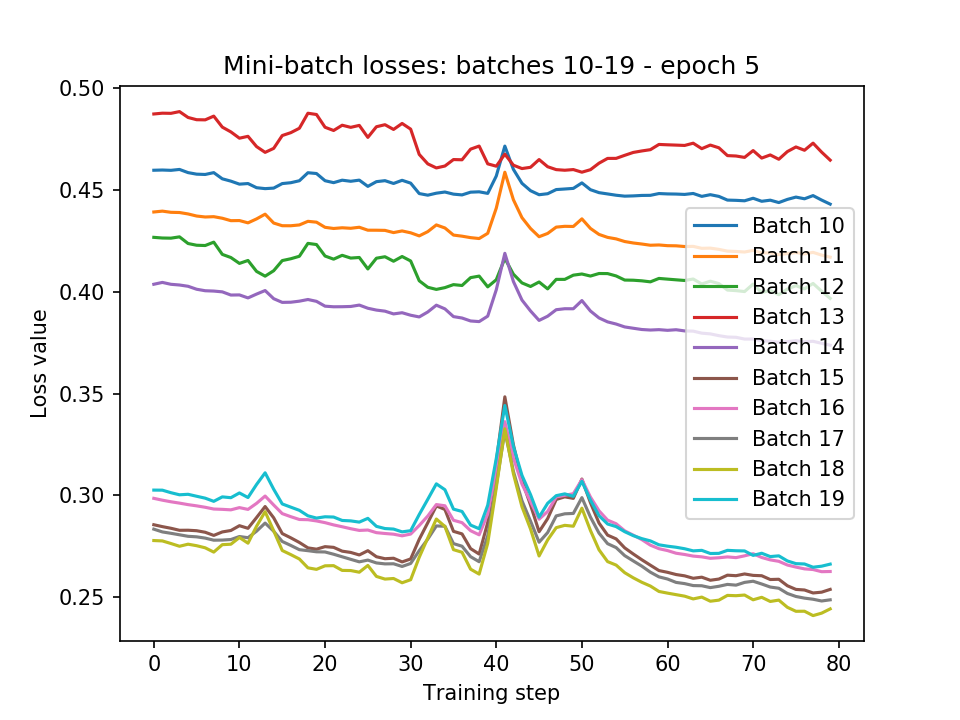 Mini-batch losses: batches 10-19 - epoch 5
0.50
0.45
0.40
0.35
0.30
0.25
Loss value
Batch 10
Batch 11
Batch 12
Batch 13
Batch 14
Batch 15
Batch 16
Batch 17
Batch 18
Batch 19
0 10 20 30 40 50 60 70 80
Training step